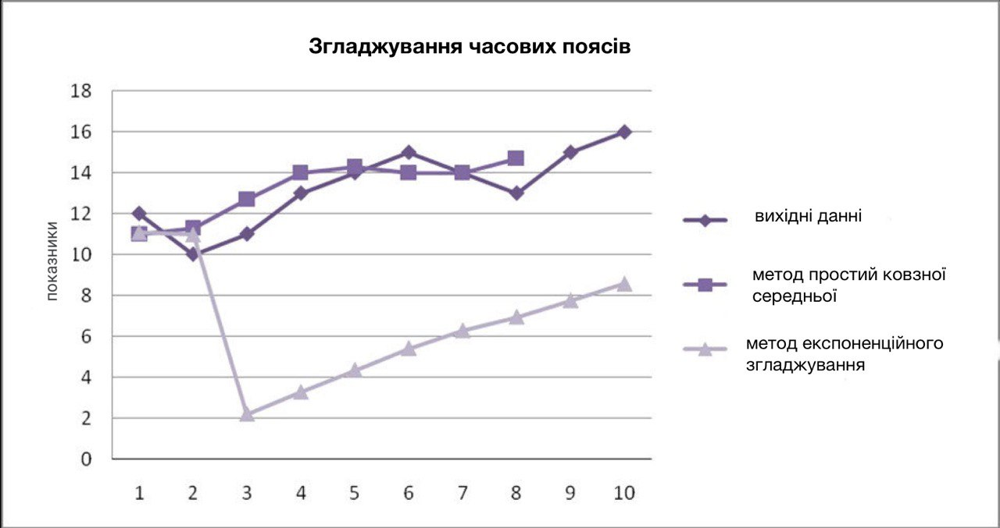 Згладжування часових поясів
18
16
14
12
10
8
6
4
2
0
показники
1 2 3 4 5 6 7 8 9 10
вихідні данні
метод простий ковзної
середньої
метод експоненційного
згладжування